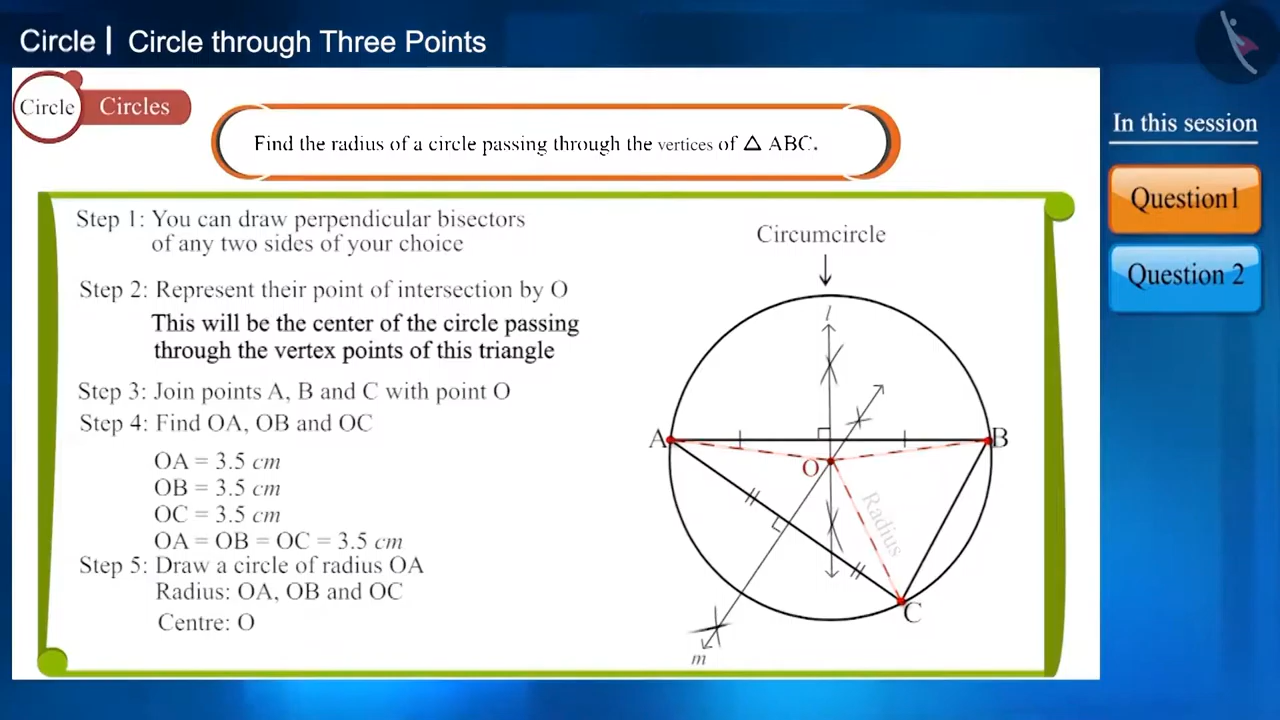 Circle | Circle through Three Points
Circle Circles
In this session
Find the radius of a circle passing through the vertices of △ ABC.
Question1
Question 2
Step 1: You can draw perpendicular bisectors
of any two sides of your choice
Step 2: Represent their point of intersection by O
This will be the center of the circle passing
through the vertex points of this triangle
Step 3: Join points A, B and C with point O
Step 4: Find OA, OB and OC
OA = 3.5 cm
OB = 3.5 cm
OC = 3.5 cm
OA = OB = OC = 3.5 cm
Step 5: Draw a circle of radius OA
Radius: OA, OB and OC
Centre: O
Circumcircle
l
A
B
O
Radius
C
m